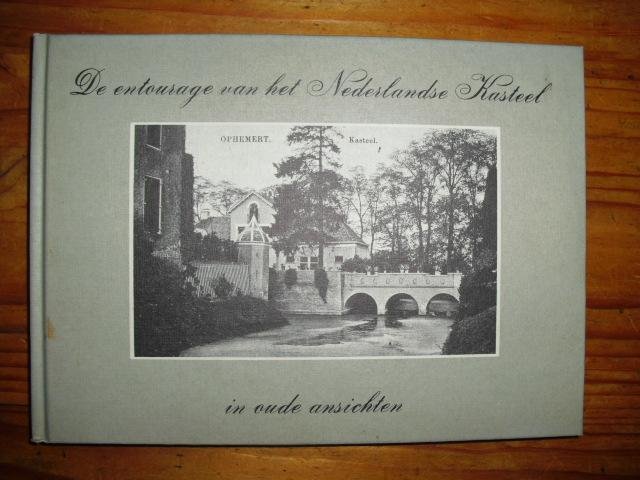 De entourage van het Nederlandse Kasteel
OPHEMERT. Kasteel.
in oude ansichten